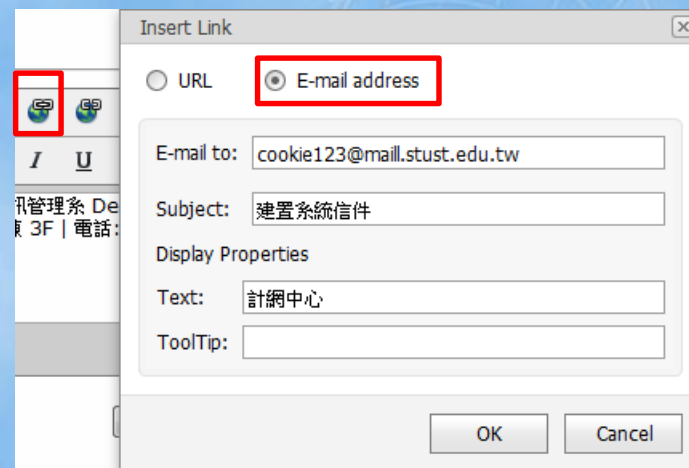 Insert Link
URL
E-mail address
I U
E-mail to: cookie123@maill.stust.edu.tw
訊管理系 De
Subject: 建置系統信件
3F | 電話:
Display Properties
Text: 計網中心
ToolTip:
OK Cancel